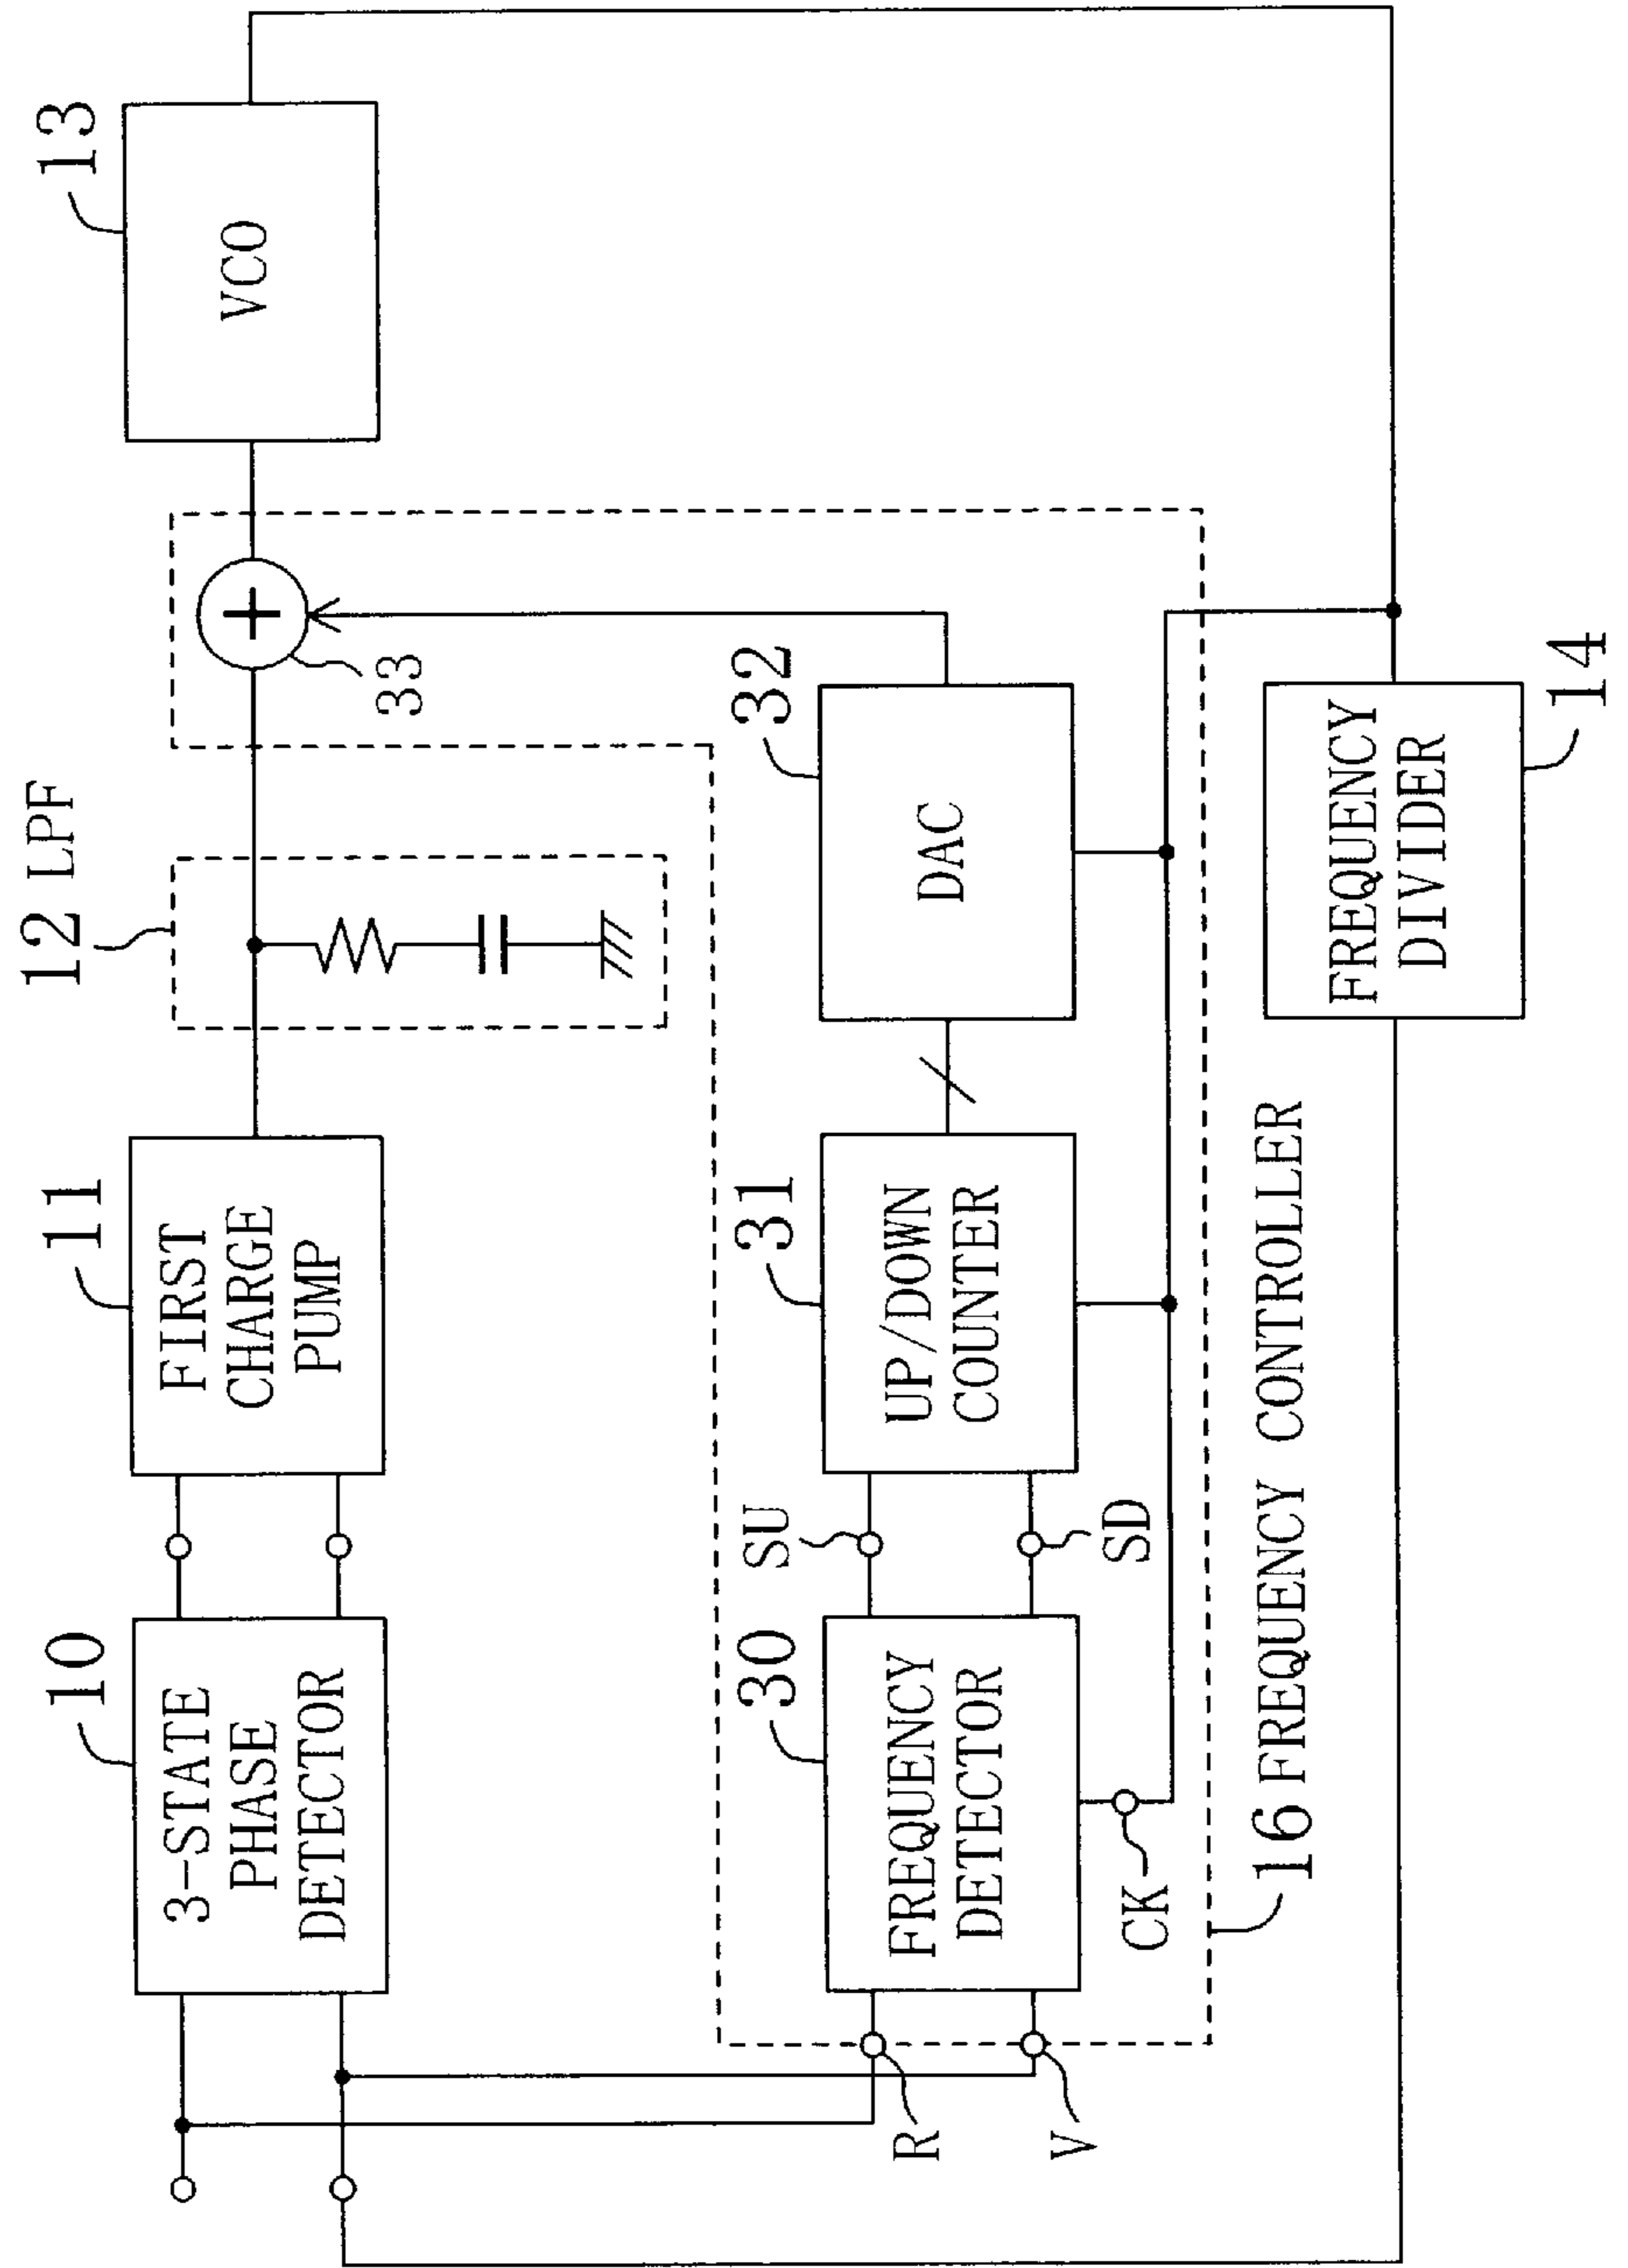 12 LPF
10
3-STATE
PHASE
DETECTOR
11
FIRST
CHARGE
PUMP
33
13
VCO
R
V
30
FREQUENCY
DETECTOR
CK
SU
SD
31
UP/DOWN
COUNTER
32
DAC
16 FREQUENCY CONTROLLER
FREQUENCY
DIVIDER
14